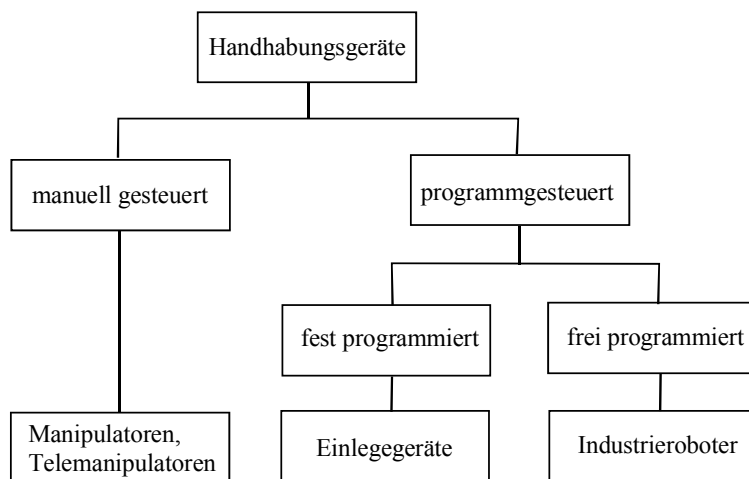 Handhabungsgeräte
manuell gesteuert
programmgesteuert
fest programmiert
frei programmiert
Manipulatoren,
Telemanipulatoren
Einlegegeräte
Industrieroboter